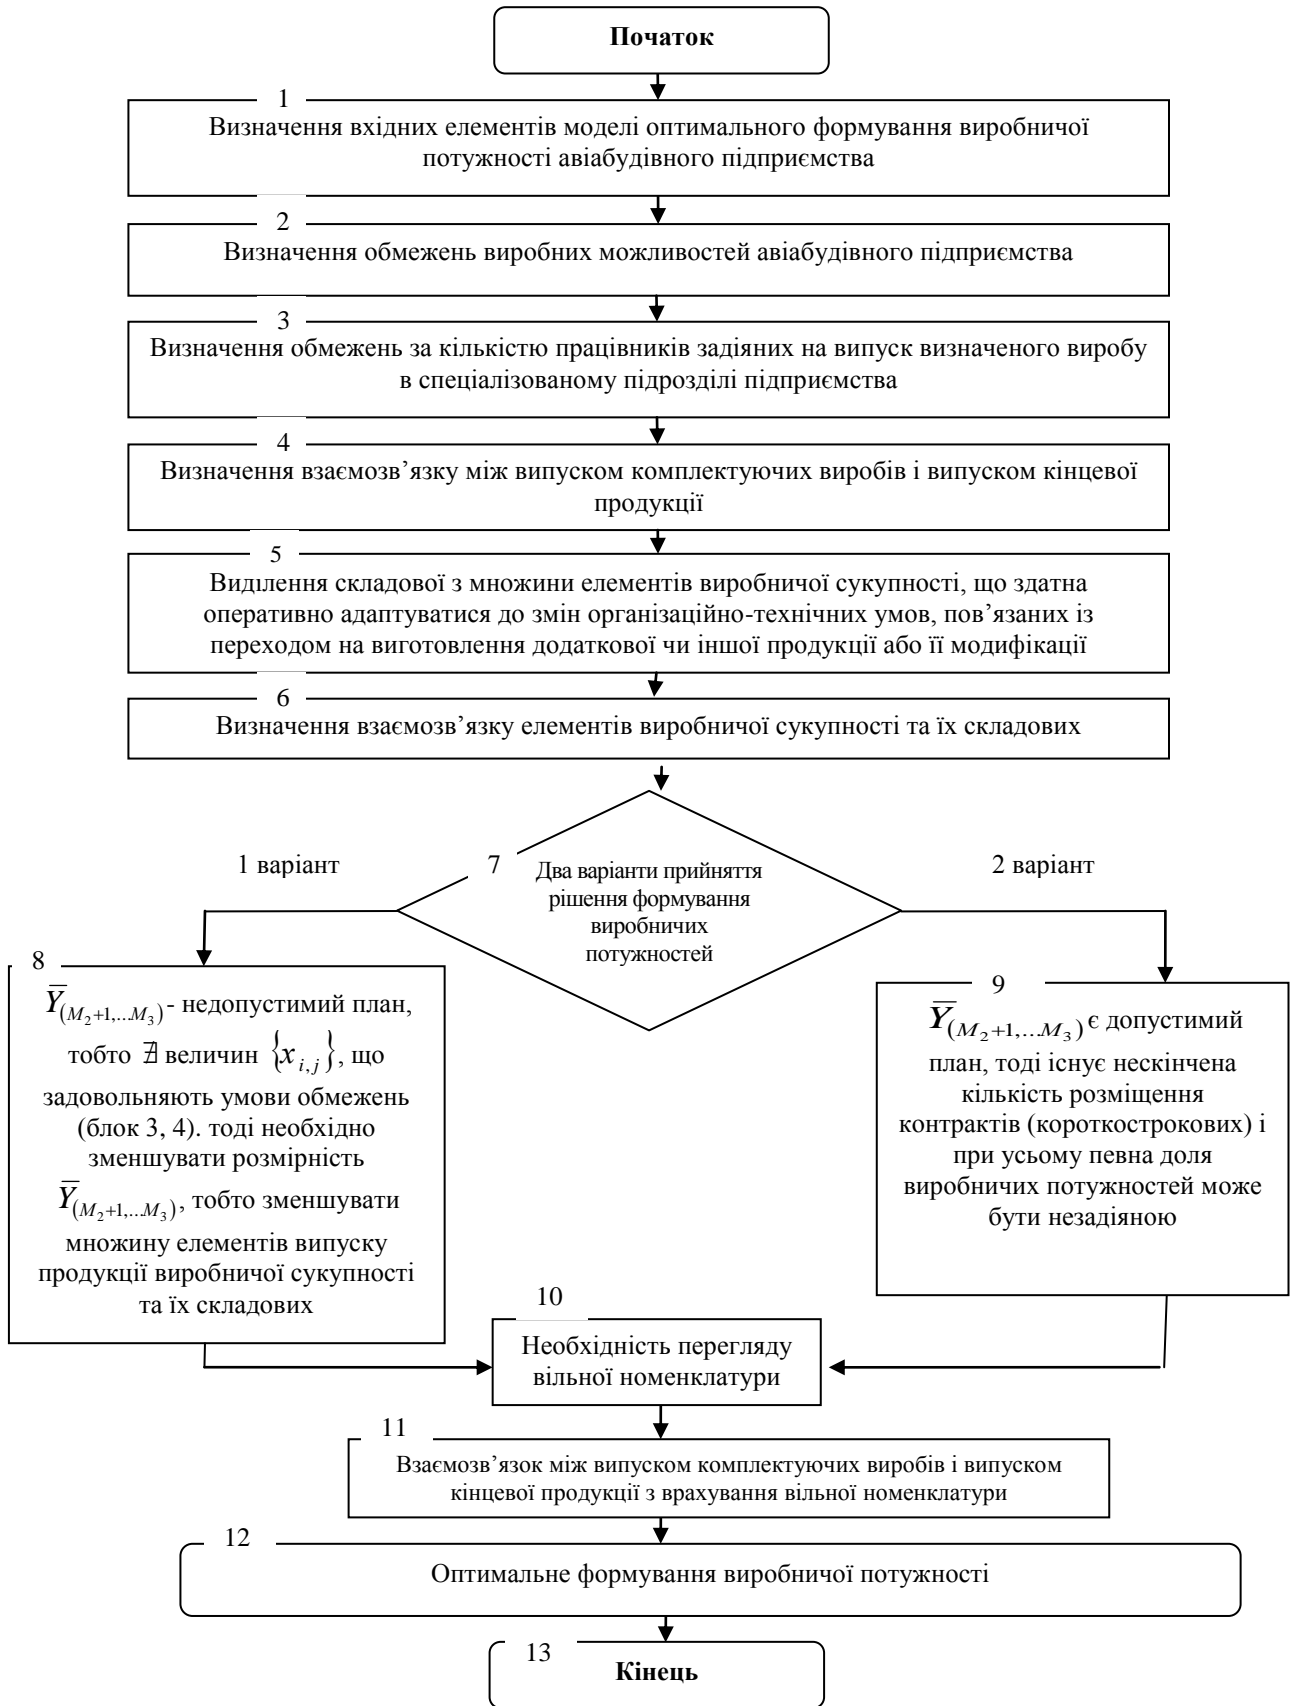 Початок
1
Визначення вхідних елементів моделі оптимального формування виробничої
потужності авіабудівного підприємства
2
Визначення обмежень виробних можливостей авіабудівного підприємства
3
Визначення обмежень за кількістю працівників задіяних на випуск визначеного виробу
в спеціалізованому підрозділі підприємства
4
Визначення взаємозв’язку між випуском комплектуючих виробів і випуском кінцевої
продукції
5
Виділення складової з множини елементів виробничої сукупності, що здатна
оперативно адаптуватися до змін організаційно-технічних умов, пов’язаних із
переходом на виготовлення додаткової чи іншої продукції або її модифікації
6
Визначення взаємозв’язку елементів виробничої сукупності та їх складових
1 варіант
7
Два варіанти прийняття
рішення формування
виробничих
потужностей
2 варіант
8
Y̅(M₂+1,...M₃) - недопустимий план,
тобто ∄ величин {x i,j}, що
задовольняють умови обмежень
(блок 3, 4). тоді необхідно
зменшувати розмірність
Y̅(M₂+1,...M₃), тобто зменшувати
множину елементів випуску
продукції виробничої сукупності
та їх складових
9
Y̅(M₂+1,...M₃) є допустимий
план, тоді існує нескінчена
кількість розміщення
контрактів (короткострокових) і
при усьому певна доля
виробничих потужностей може
бути незадіяною
10
Необхідність перегляду
вільної номенклатури
11
Взаємозв’язок між випуском комплектуючих виробів і випуском
кінцевої продукції з врахування вільної номенклатури
12
Оптимальне формування виробничої потужності
13
Кінець